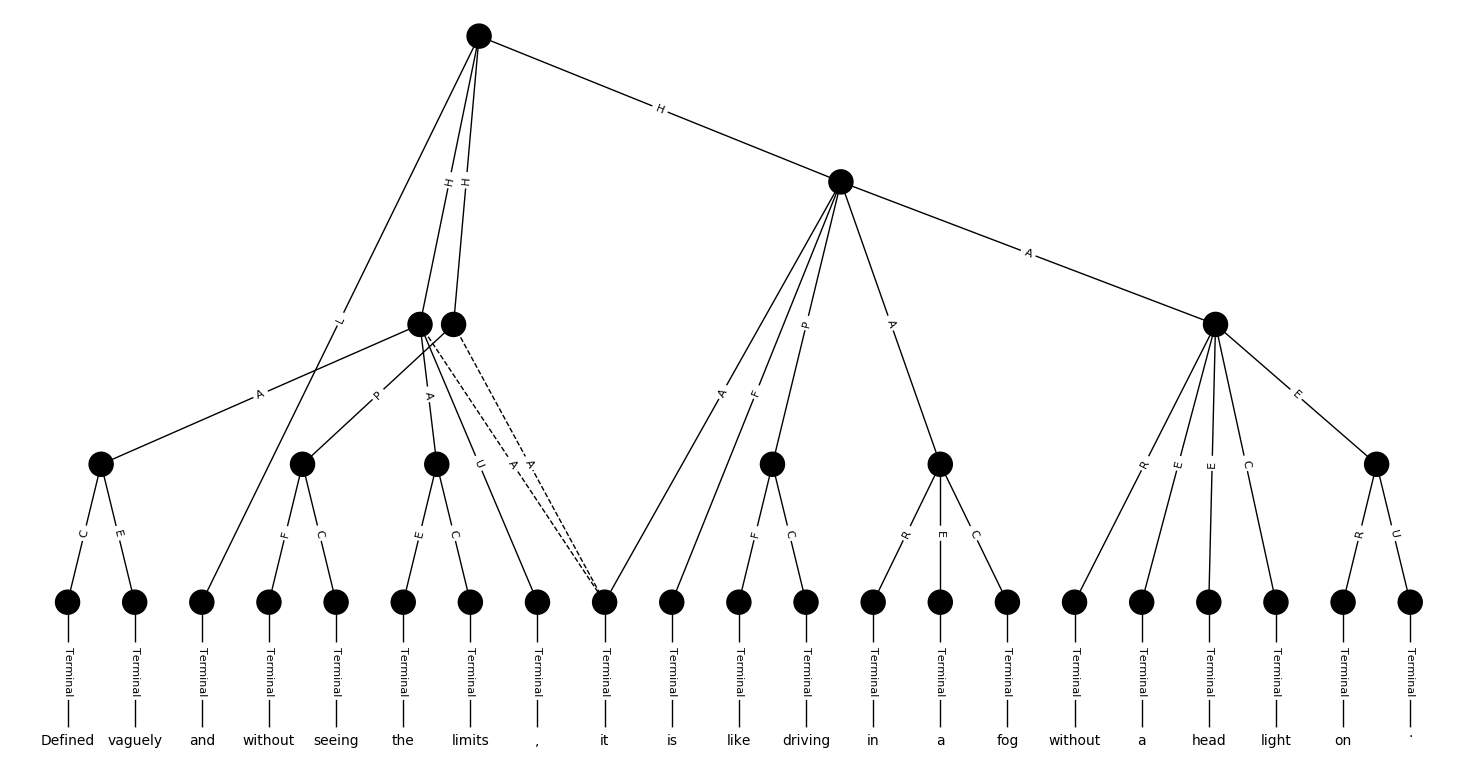 H
H H
L
A P A U A A A F P A A
R E E C E
C E F C E C F C R E C R U
Terminal Terminal Terminal Terminal Terminal Terminal Terminal Terminal Terminal Terminal Terminal Terminal Terminal Terminal Terminal Terminal Terminal Terminal Terminal Terminal Terminal
Defined vaguely and without seeing the limits , it is like driving in a fog without a head light on .